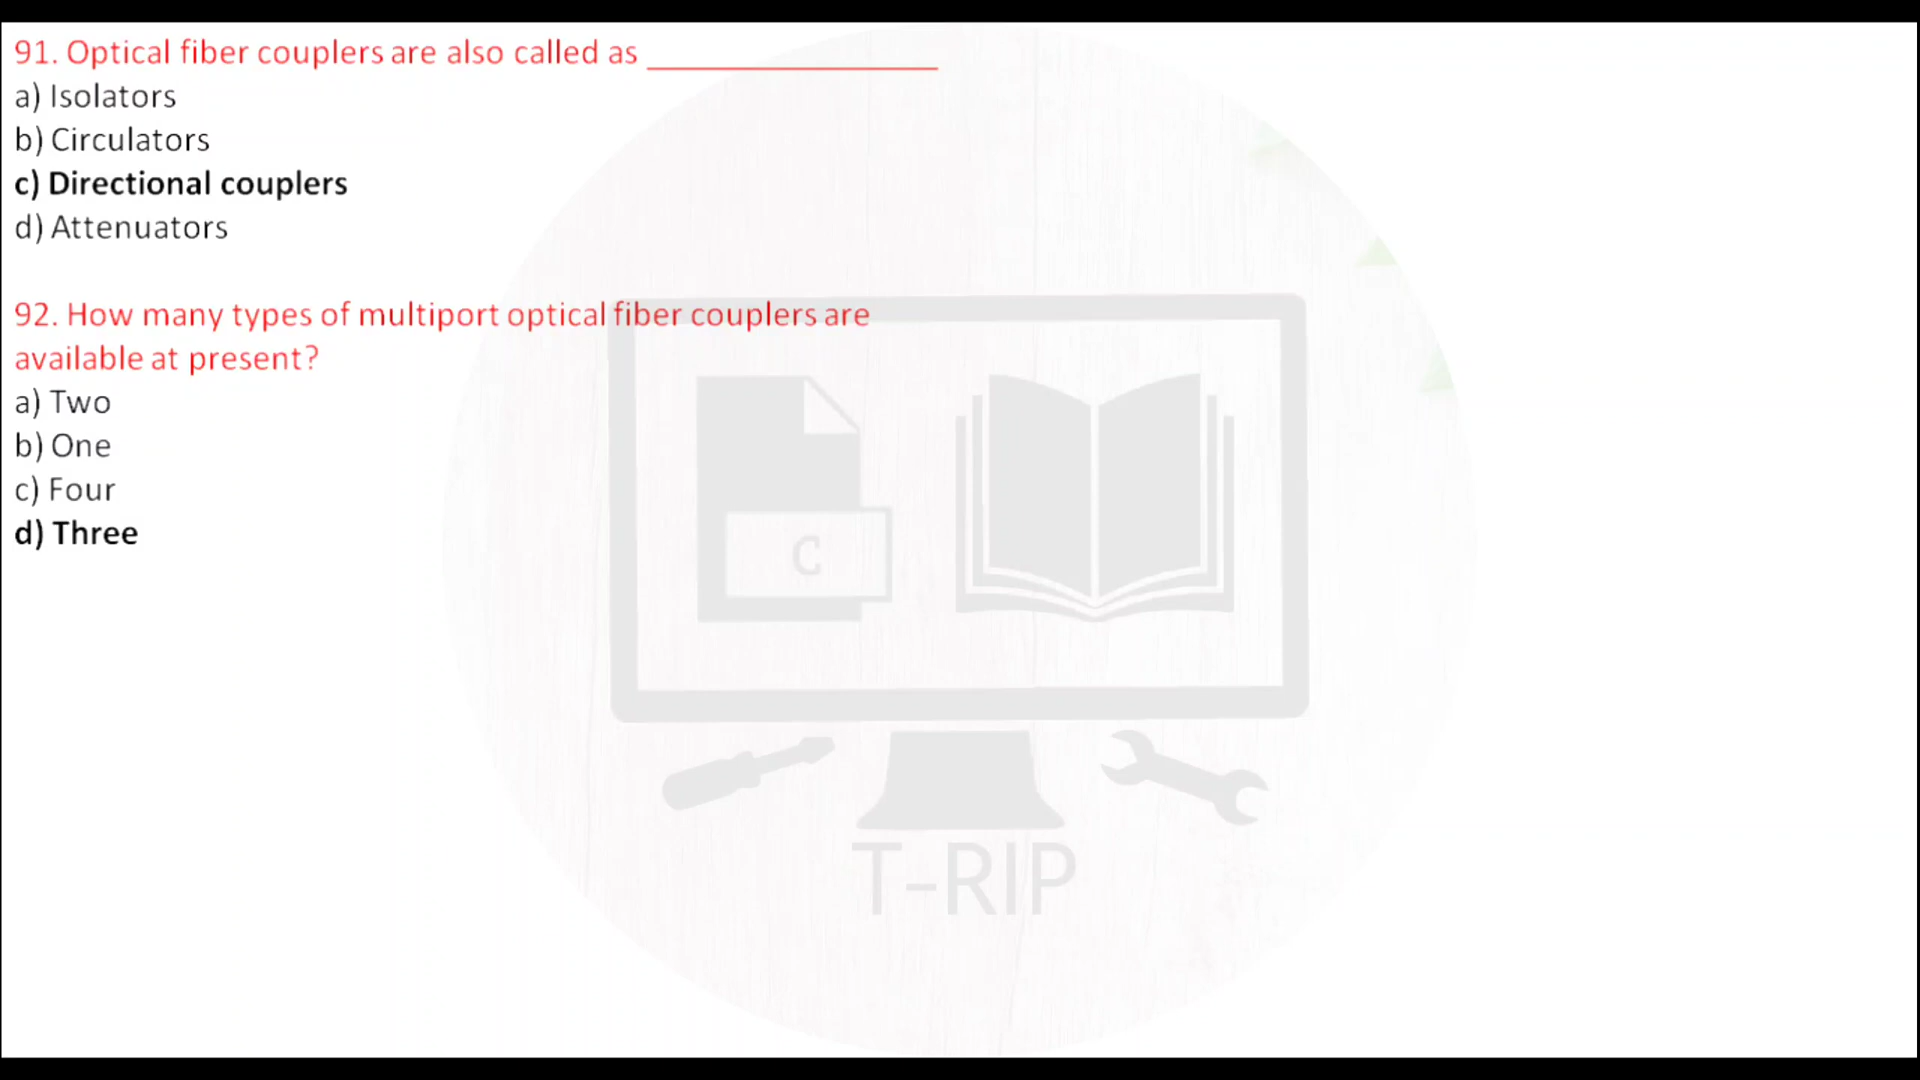 91. Optical fiber couplers are also called as _________________
a) Isolators
b) Circulators
c) Directional couplers
d) Attenuators
92. How many types of multiport optical fiber couplers are
available at present?
a) Two
b) One
c) Four
d) Three
C
T-RIP